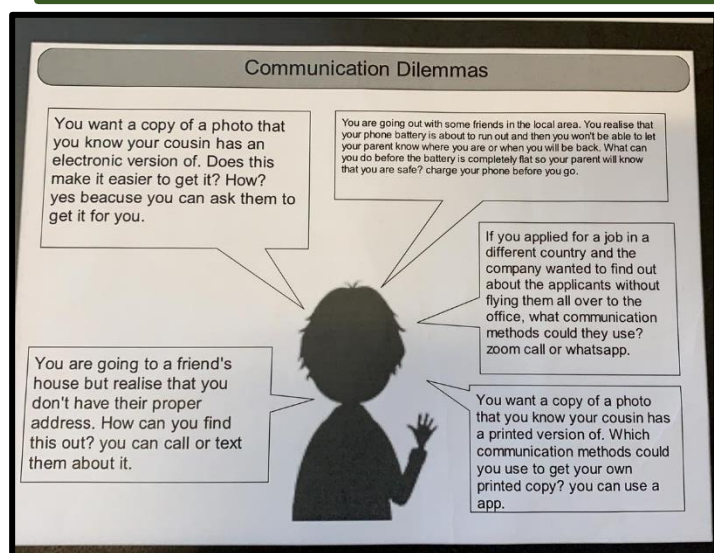 Communication Dilemmas
You want a copy of a photo that
you know your cousin has an
electronic version of. Does this
make it easier to get it? How?
yes beacuse you can ask them to
get it for you.
You are going out with some friends in the local area. You realise that
your phone battery is about to run out and then you won't be able to let
your parent know where you are or when you will be back. What can
you do before the battery is completely flat so your parent will know
that you are safe? charge your phone before you go.
If you applied for a job in a
different country and the
company wanted to find out
about the applicants without
flying them all over to the
office, what communication
methods could they use?
zoom call or whatsapp.
You are going to a friend's
house but realise that you
don't have their proper
address. How can you find
this out? you can call or text
them about it.
You want a copy of a photo
that you know your cousin has
a printed version of. Which
communication methods could
you use to get your own
printed copy? you can use a
app.